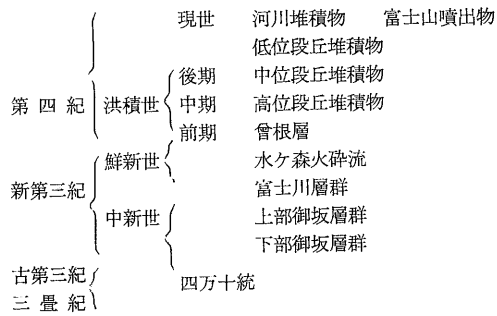 現世 河川堆積物 富士山噴出物
低位段丘堆積物
後期 中位段丘堆積物
第四紀 洪積世 中期 高位段丘堆積物
前期 曾根層
鮮新世 水ケ森火砕流
新第三紀 富士川層群
中新世 上部御坂層群
下部御坂層群
古第三紀 四万十統
三畳紀